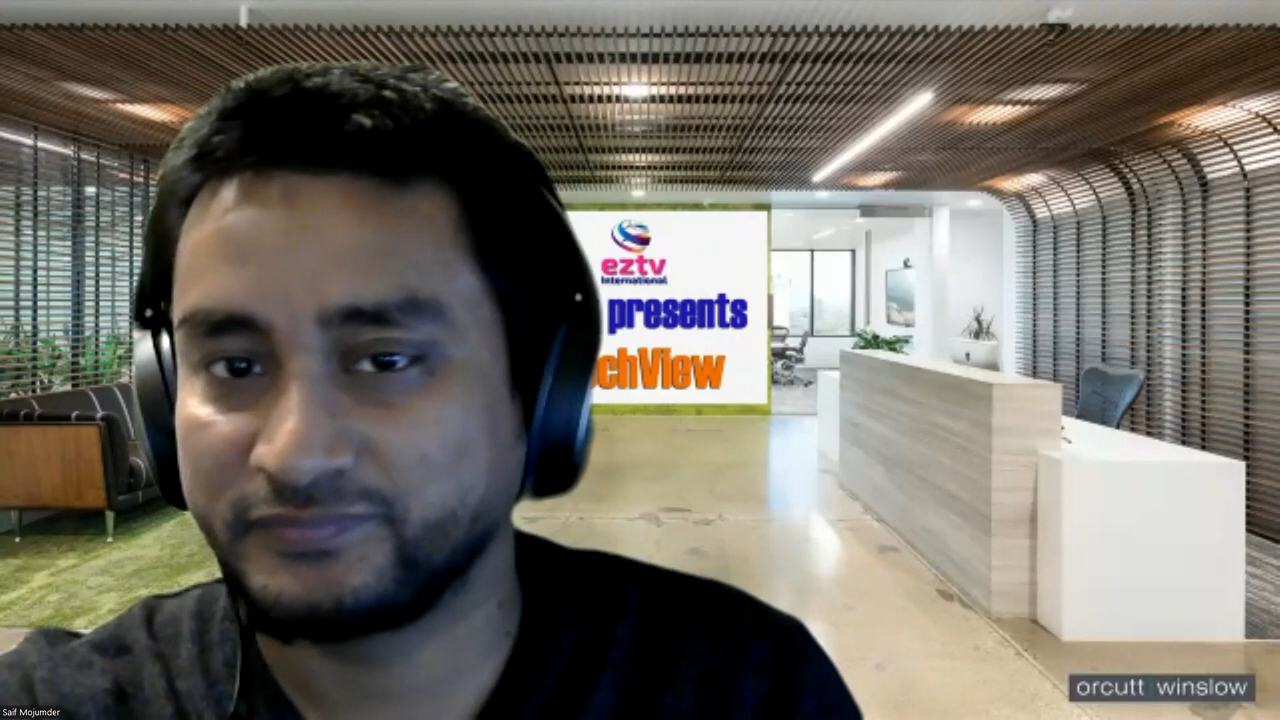 eztv
International
presents
chView
orcutt winslow
Saif Mojumder